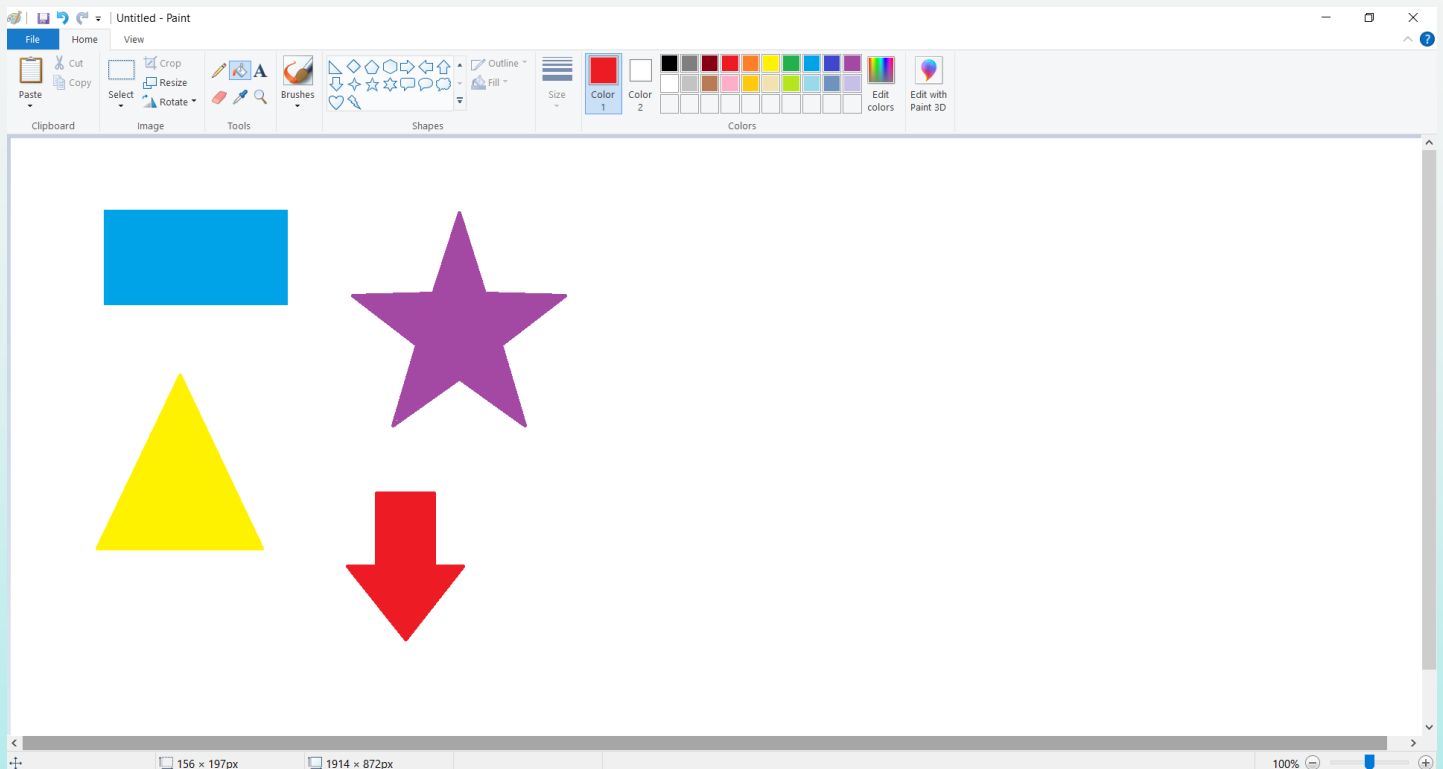 Untitled - Paint
File Home View
Cut Crop Outline
Copy Resize Fill
Paste Select Rotate A Brushes Size Color 1 Color 2 Edit colors Edit with Paint 3D
Clipboard Image Tools Shapes Colors
156 × 197px 1914 × 872px 100%